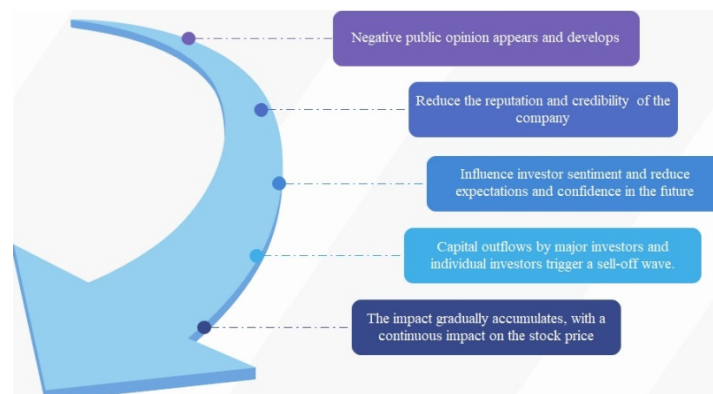 Negative public opinion appears and develops
Reduce the reputation and credibility of the
company
Influence investor sentiment and reduce
expectations and confidence in the future
Capital outflows by major investors and
individual investors trigger a sell-off wave.
The impact gradually accumulates, with a
continuous impact on the stock price